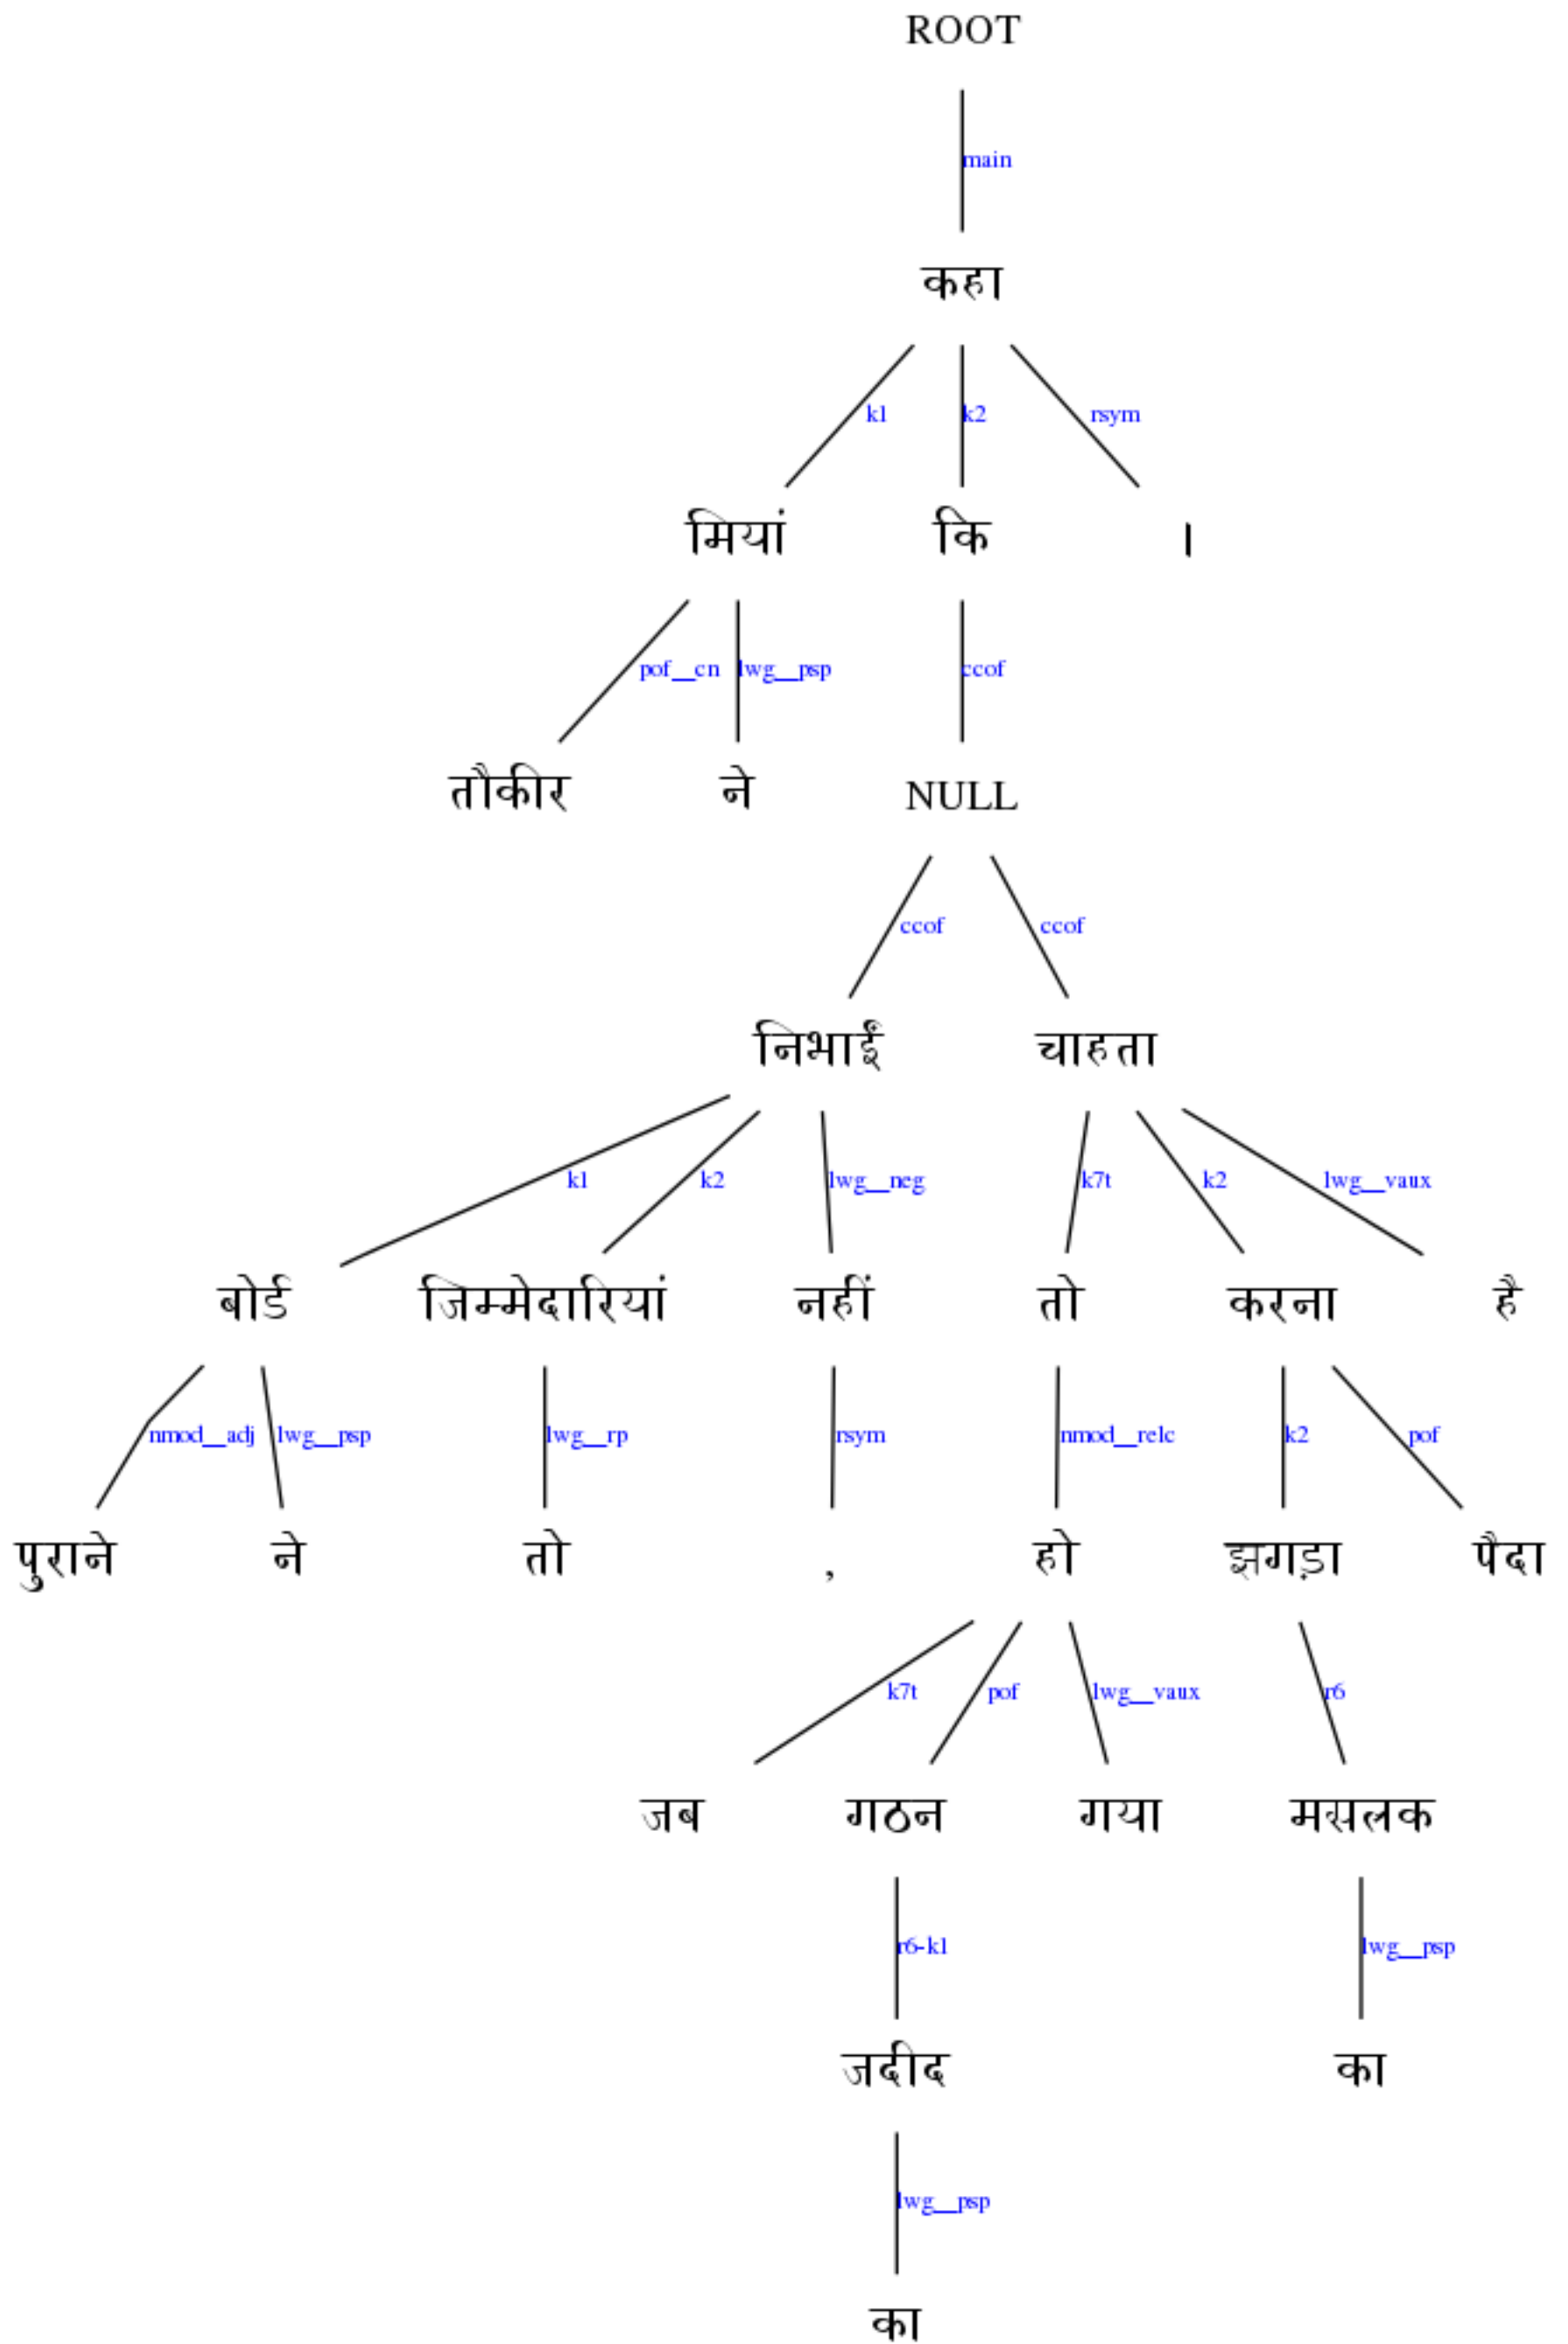 ROOT
main
कहा
k1 k2 rsym
मियां कि ।
pof__cn lwg__psp ccof
तौकीर ने NULL
ccof ccof
निभाईं चाहता
k1 k2 lwg__neg k7t k2 lwg__vaux
बोर्ड जिम्मेदारियां नहीं तो करना है
nmod__adj lwg__psp lwg__rp rsym nmod__relc k2 pof
पुराने ने तो , हो झगड़ा पैदा
k7t pof lwg__vaux r6
जब गठन गया मसलक
r6-k1 lwg__psp
जदीद का
lwg__psp
का